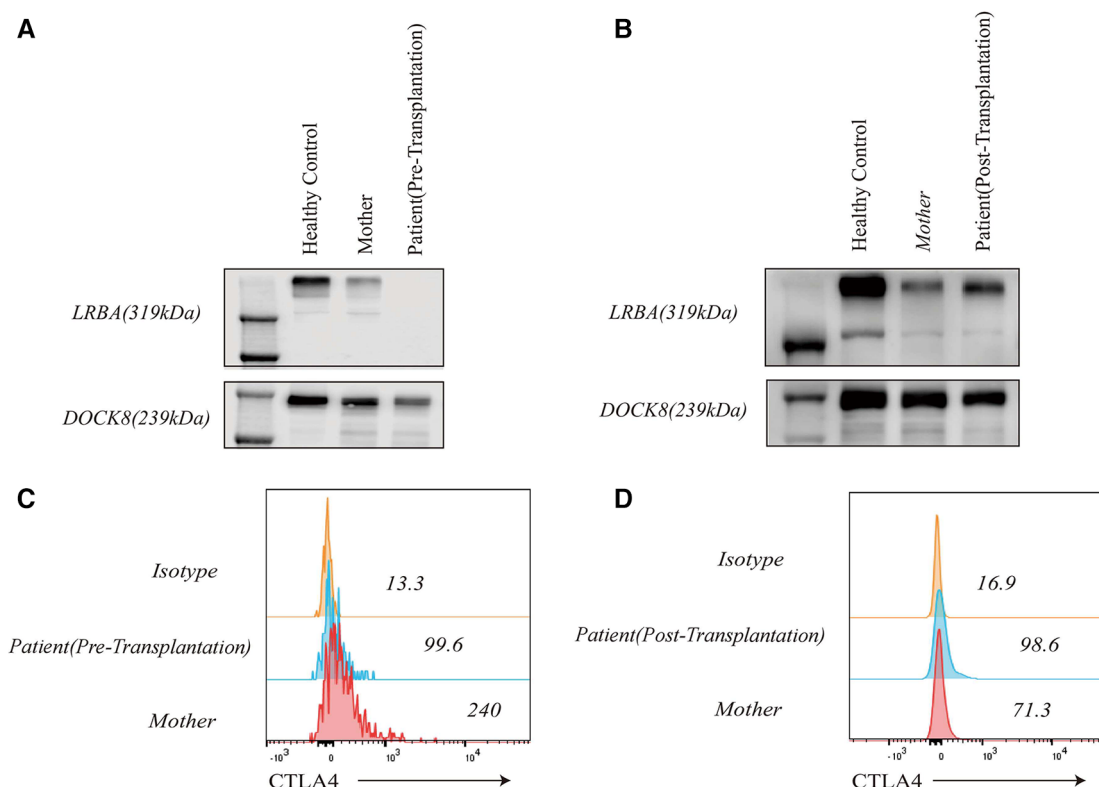 A
Healthy Control
Mother
Patient(Pre-Transplantation)
LRBA(319kDa)
DOCK8(239kDa)
B
Healthy Control
Mother
Patient(Post-Transplantation)
LRBA(319kDa)
DOCK8(239kDa)
C
Isotype
13.3
Patient(Pre-Transplantation)
99.6
Mother
240
-10³ 0 10³ 10⁴
CTLA4
D
Isotype
16.9
Patient(Post-Transplantation)
98.6
Mother
71.3
-10³ 0 10³ 10⁴
CTLA4